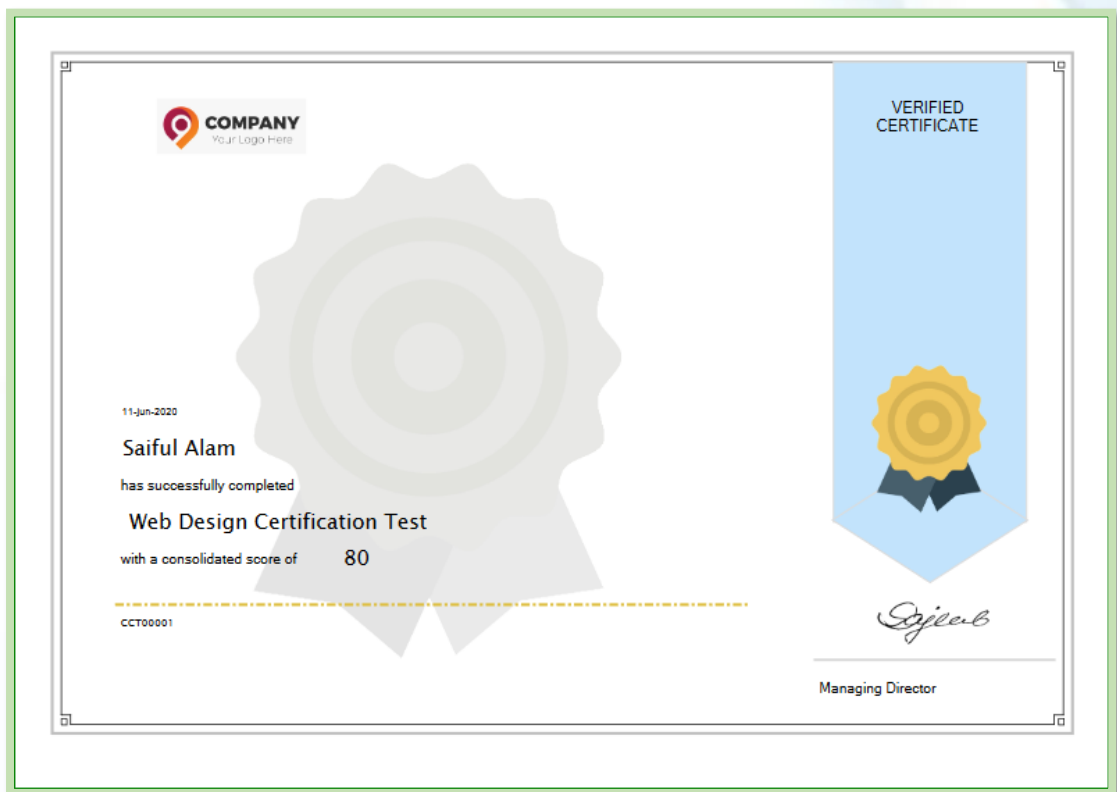 COMPANY
Your Logo Here
VERIFIED
CERTIFICATE
11-Jun-2020
Saiful Alam
has successfully completed
Web Design Certification Test
with a consolidated score of 80
CCT00001
Managing Director